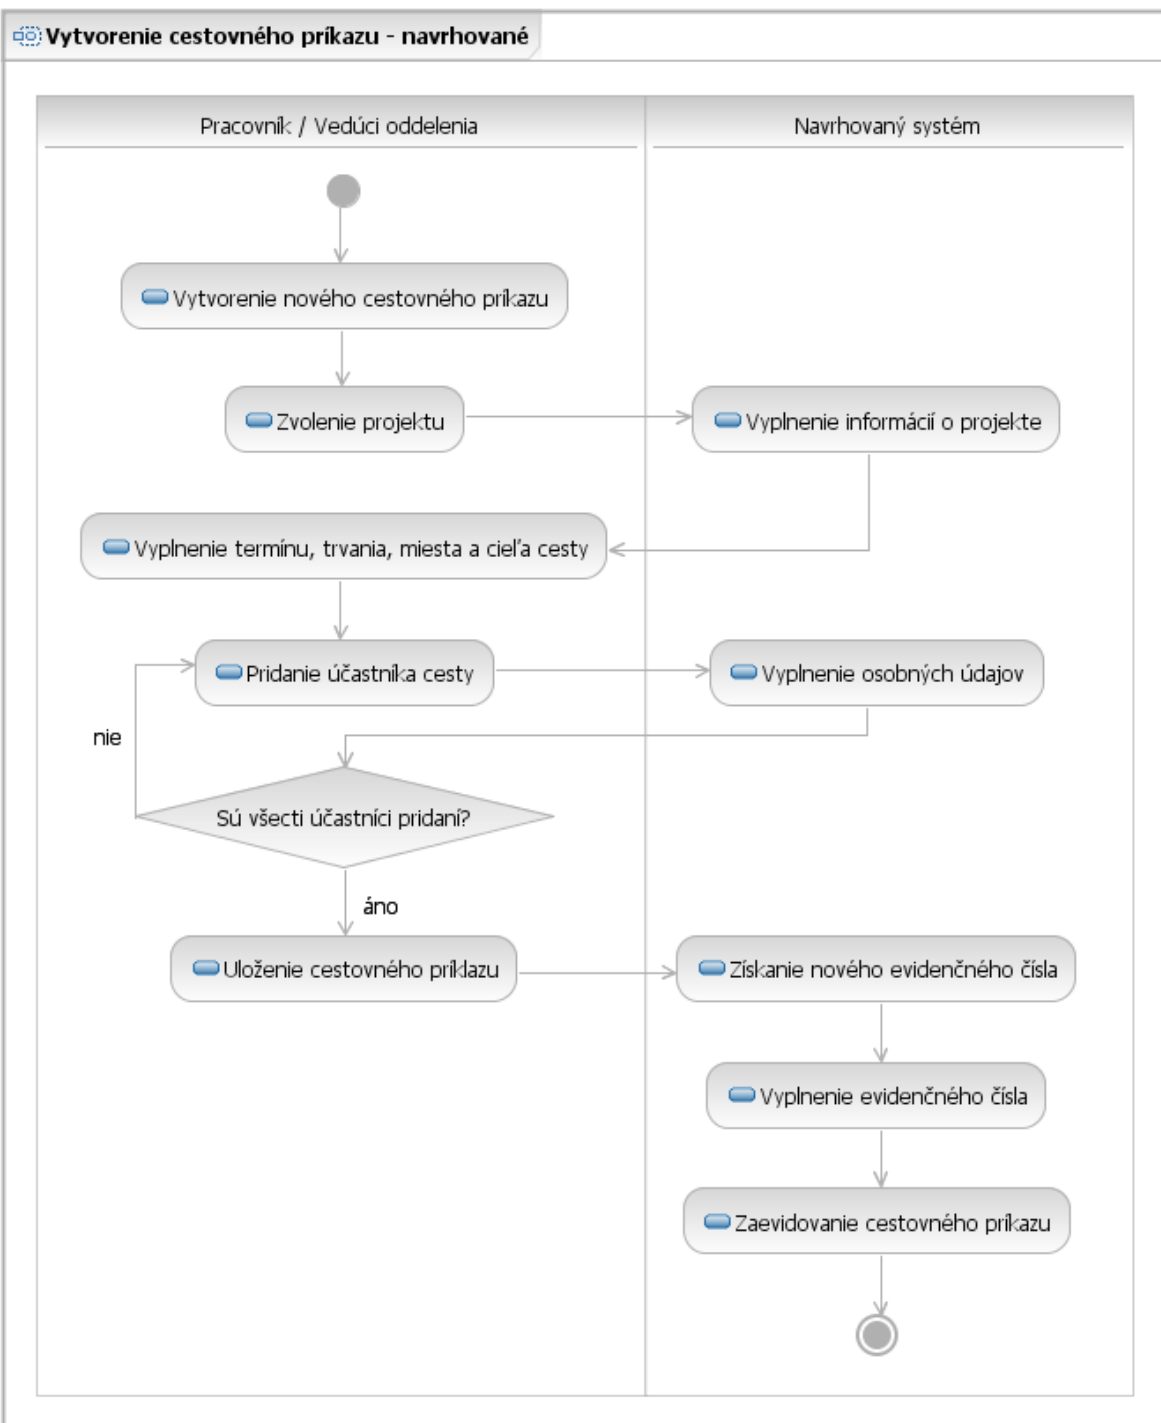 Vytvorenie cestovného príkazu - navrhované
Pracovník / Vedúci oddelenia
Navrhovaný systém
Vytvorenie nového cestovného príkazu
Zvolenie projektu
Vyplnenie informácií o projekte
Vyplnenie termínu, trvania, miesta a cieľa cesty
Pridanie účastníka cesty
Vyplnenie osobných údajov
nie
Sú všecti účastníci pridaní?
áno
Uloženie cestovného príklazu
Získanie nového evidenčného čísla
Vyplnenie evidenčného čísla
Zaevidovanie cestovného príkazu